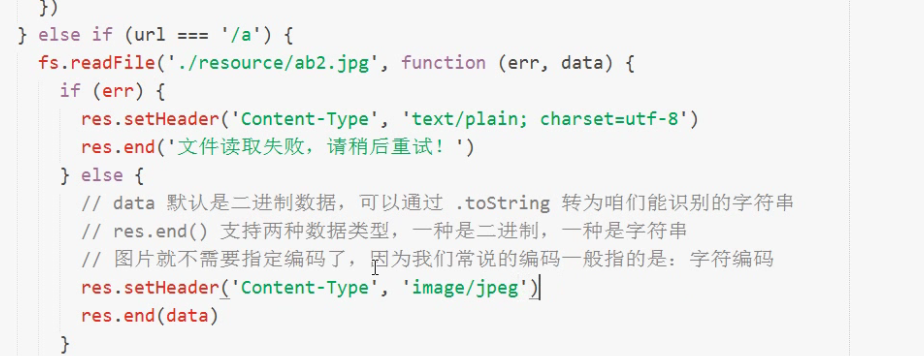 })
} else if (url === '/a') {
fs.readFile('./resource/ab2.jpg', function (err, data) {
if (err) {
res.setHeader('Content-Type', 'text/plain; charset=utf-8')
res.end('文件读取失败，请稍后重试！')
} else {
// data 默认是二进制数据，可以通过 .toString 转为咱们能识别的字符串
// res.end() 支持两种数据类型，一种是二进制，一种是字符串
// 图片就不需要指定编码了，因为我们常说的编码一般指的是：字符编码
res.setHeader('Content-Type', 'image/jpeg')
res.end(data)
}